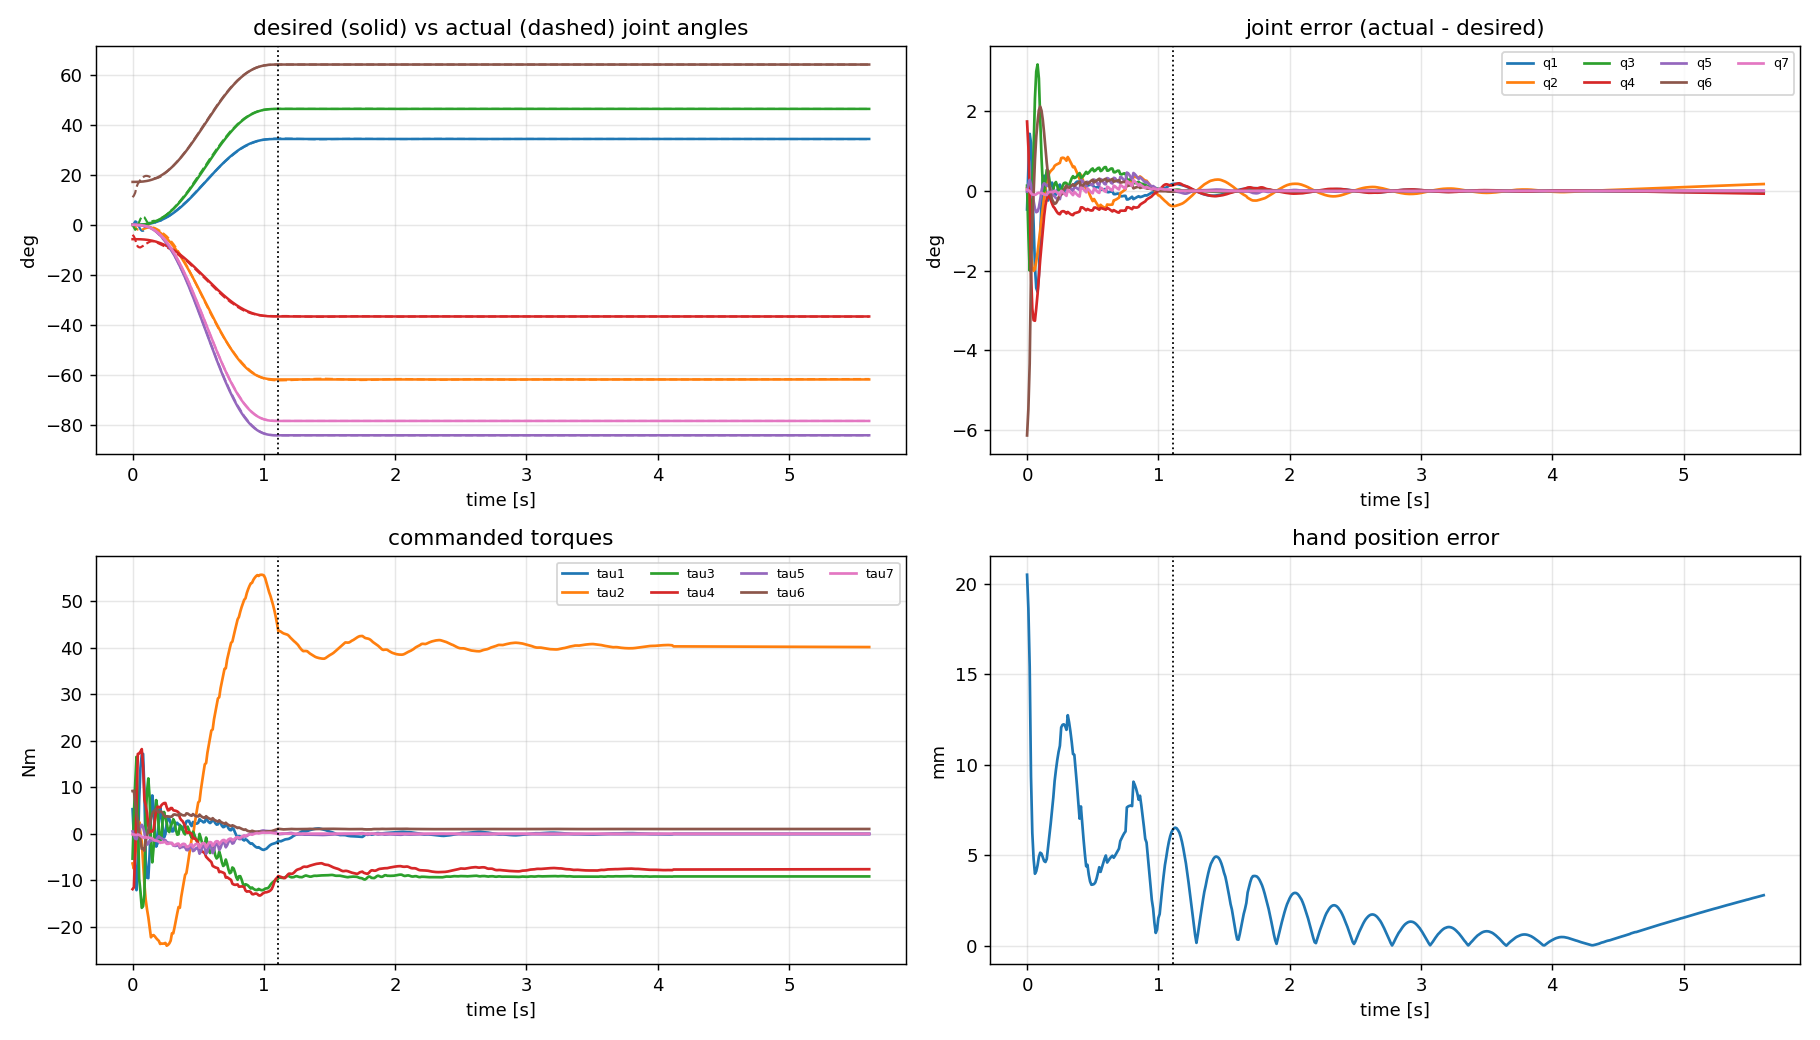 desired (solid) vs actual (dashed) joint angles
60
40
20
0
−20
−40
−60
−80
deg
0 1 2 3 4 5
time [s]
joint error (actual - desired)
q1 q3 q5 q7
q2 q4 q6
2
0
−2
−4
−6
deg
0 1 2 3 4 5
time [s]
commanded torques
tau1 tau3 tau5 tau7
tau2 tau4 tau6
50
40
30
20
10
0
−10
−20
Nm
0 1 2 3 4 5
time [s]
hand position error
20
15
10
5
0
mm
0 1 2 3 4 5
time [s]